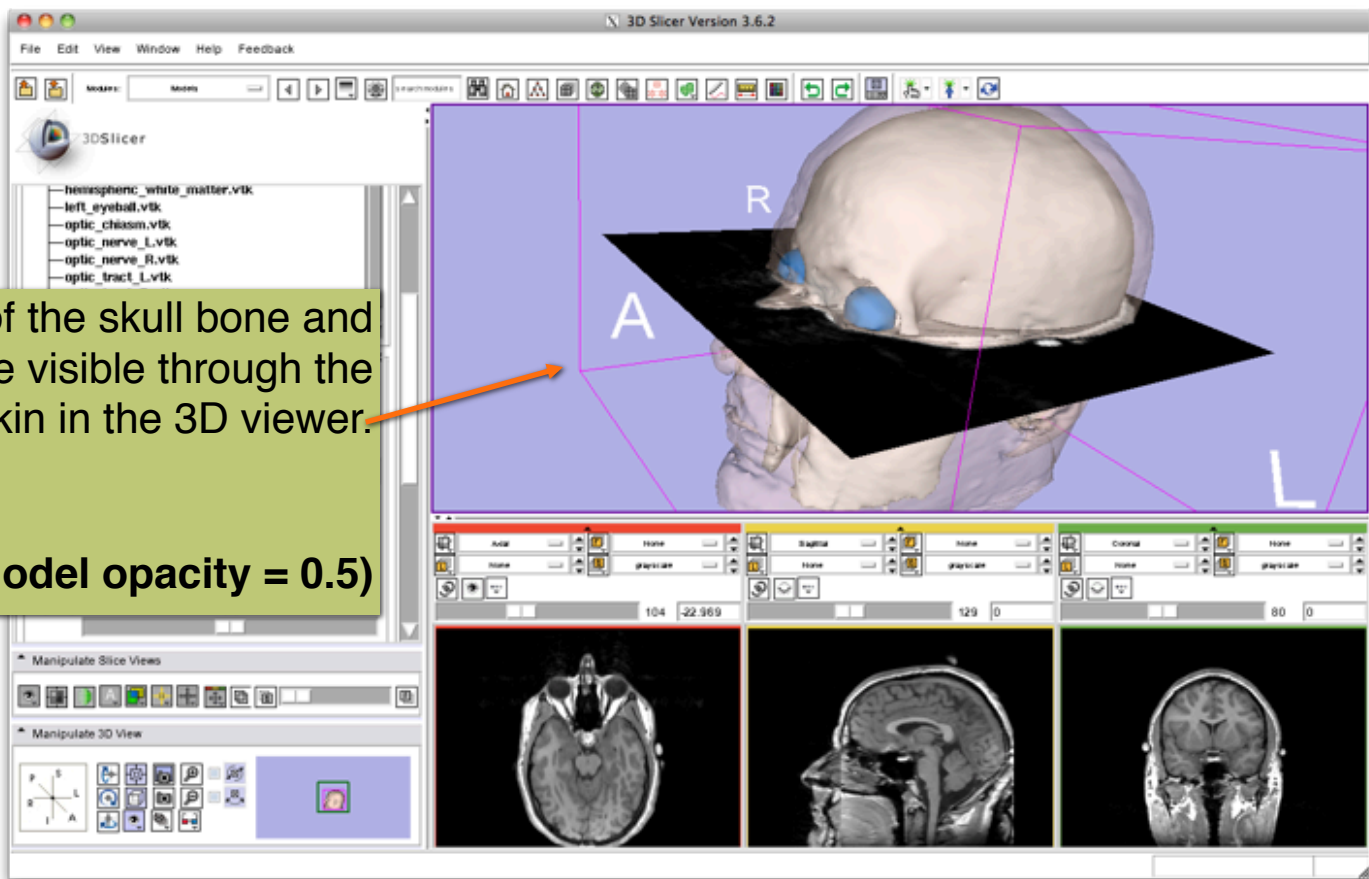 3D Slicer Version 3.6.2
File Edit View Window Help Feedback
Modules: Models search modules
3DSlicer
hemispheric_white_matter.vtk
left_eyeball.vtk
optic_chiasm.vtk
optic_nerve_L.vtk
optic_nerve_R.vtk
optic_tract_L.vtk
of the skull bone and
e visible through the
kin in the 3D viewer.
odel opacity = 0.5)
R
A
L
Axial None
None grayscale
104 -22.969
Sagittal None
None grayscale
129 0
Coronal None
None grayscale
80 0
Manipulate Slice Views
Manipulate 3D View
P S
R L
I A